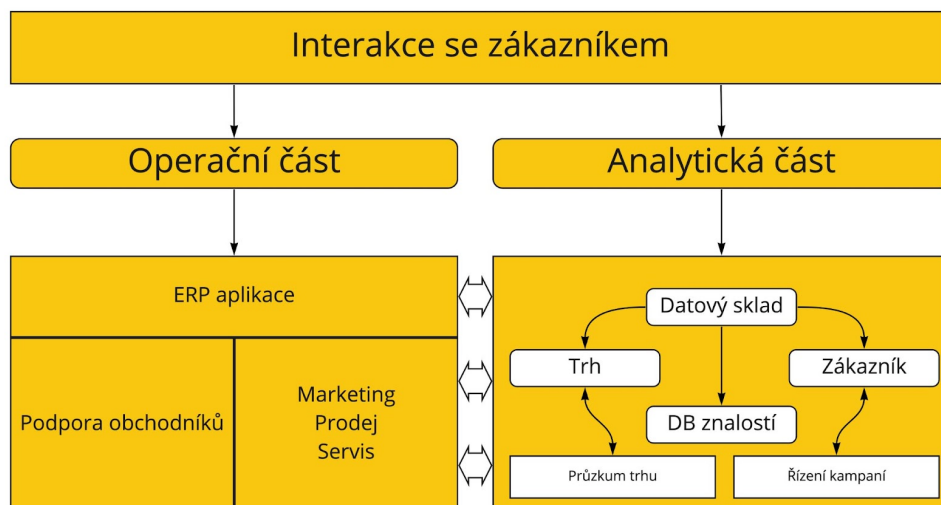 Interakce se zákazníkem
Operační část
Analytická část
ERP aplikace
Podpora obchodníků
Marketing
Prodej
Servis
Datový sklad
Trh
Zákazník
DB znalostí
Průzkum trhu
Řízení kampaní